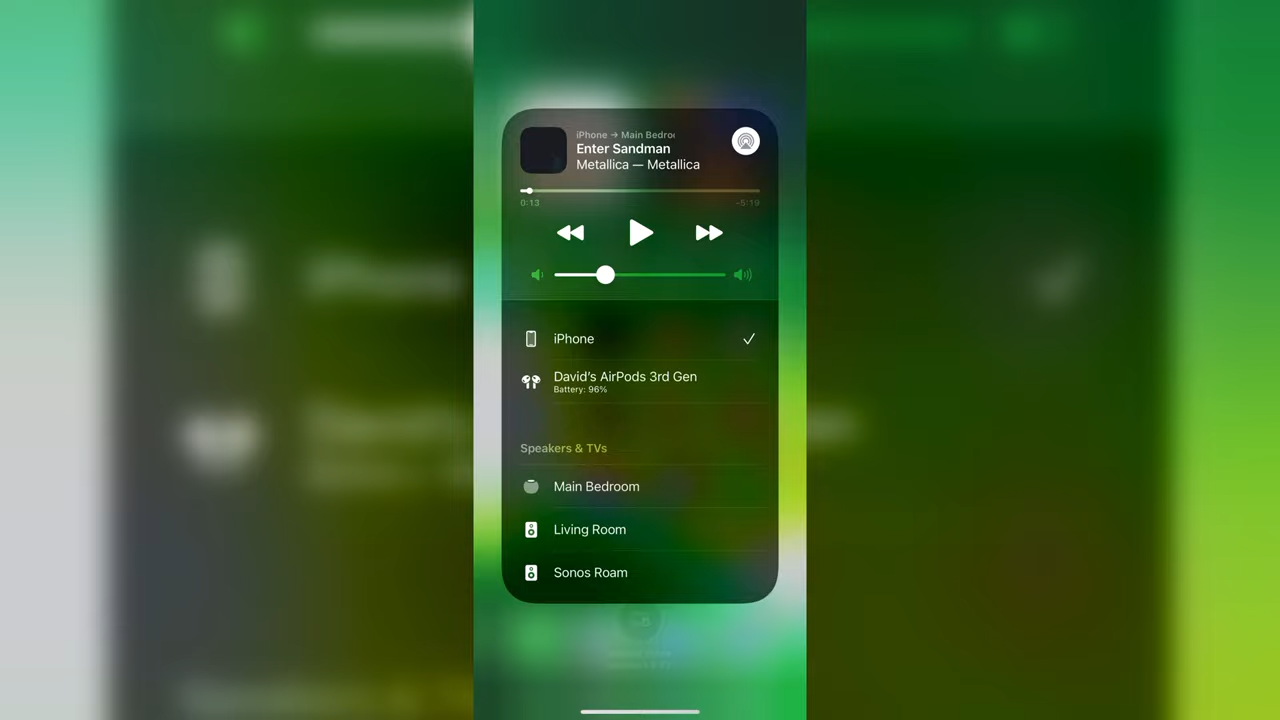 iPhone → Main Bedro
Enter Sandman
Metallica — Metallica
0:13
-5:19
iPhone
David's AirPods 3rd Gen
Battery: 96%
Speakers & TVs
Main Bedroom
Living Room
Sonos Roam